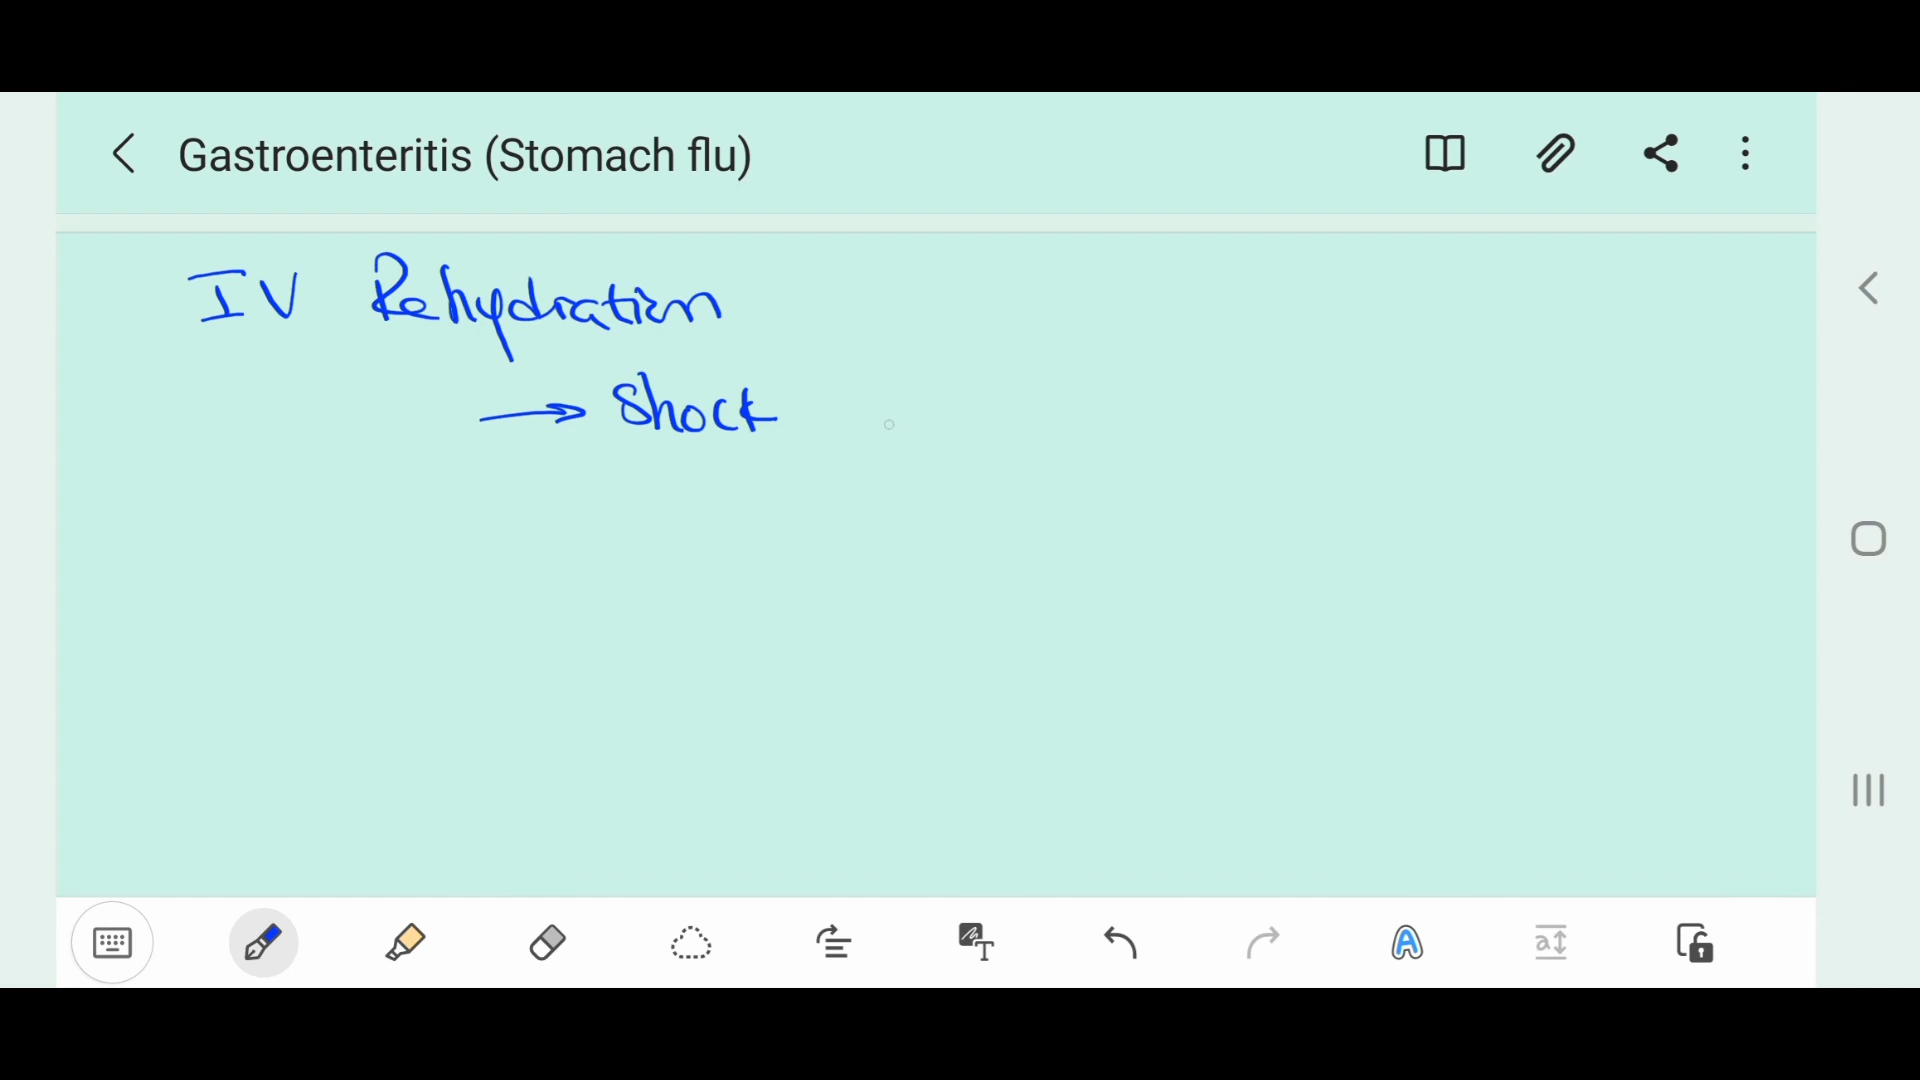 Gastroenteritis (Stomach flu)
IV Rehydration
→ Shock